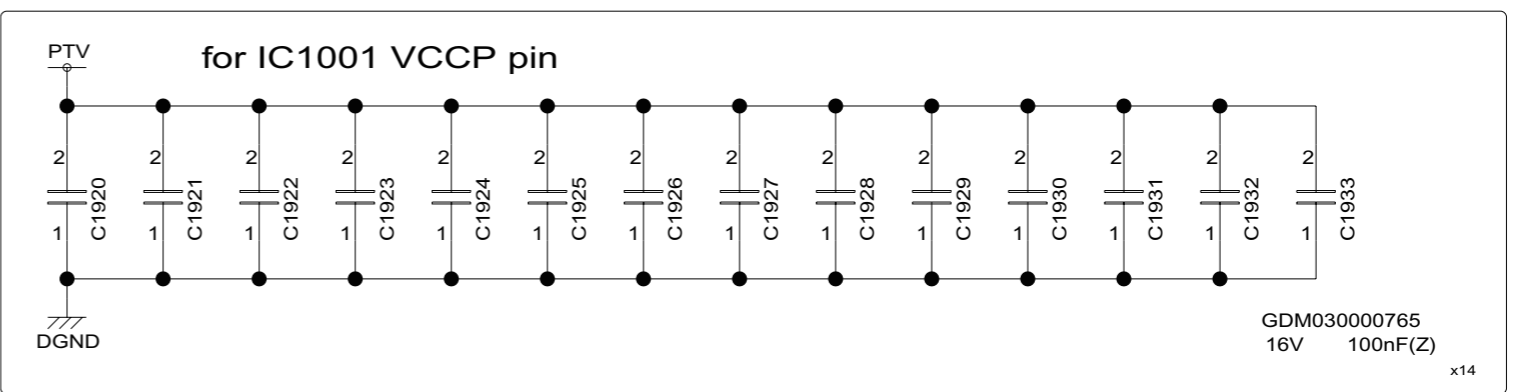 PTV
for IC1001 VCCP pin
2 2 2 2 2 2 2 2 2 2 2 2 2 2
C1920 C1921 C1922 C1923 C1924 C1925 C1926 C1927 C1928 C1929 C1930 C1931 C1932 C1933
1 1 1 1 1 1 1 1 1 1 1 1 1 1
DGND
GDM030000765
16V 100nF(Z)
x14